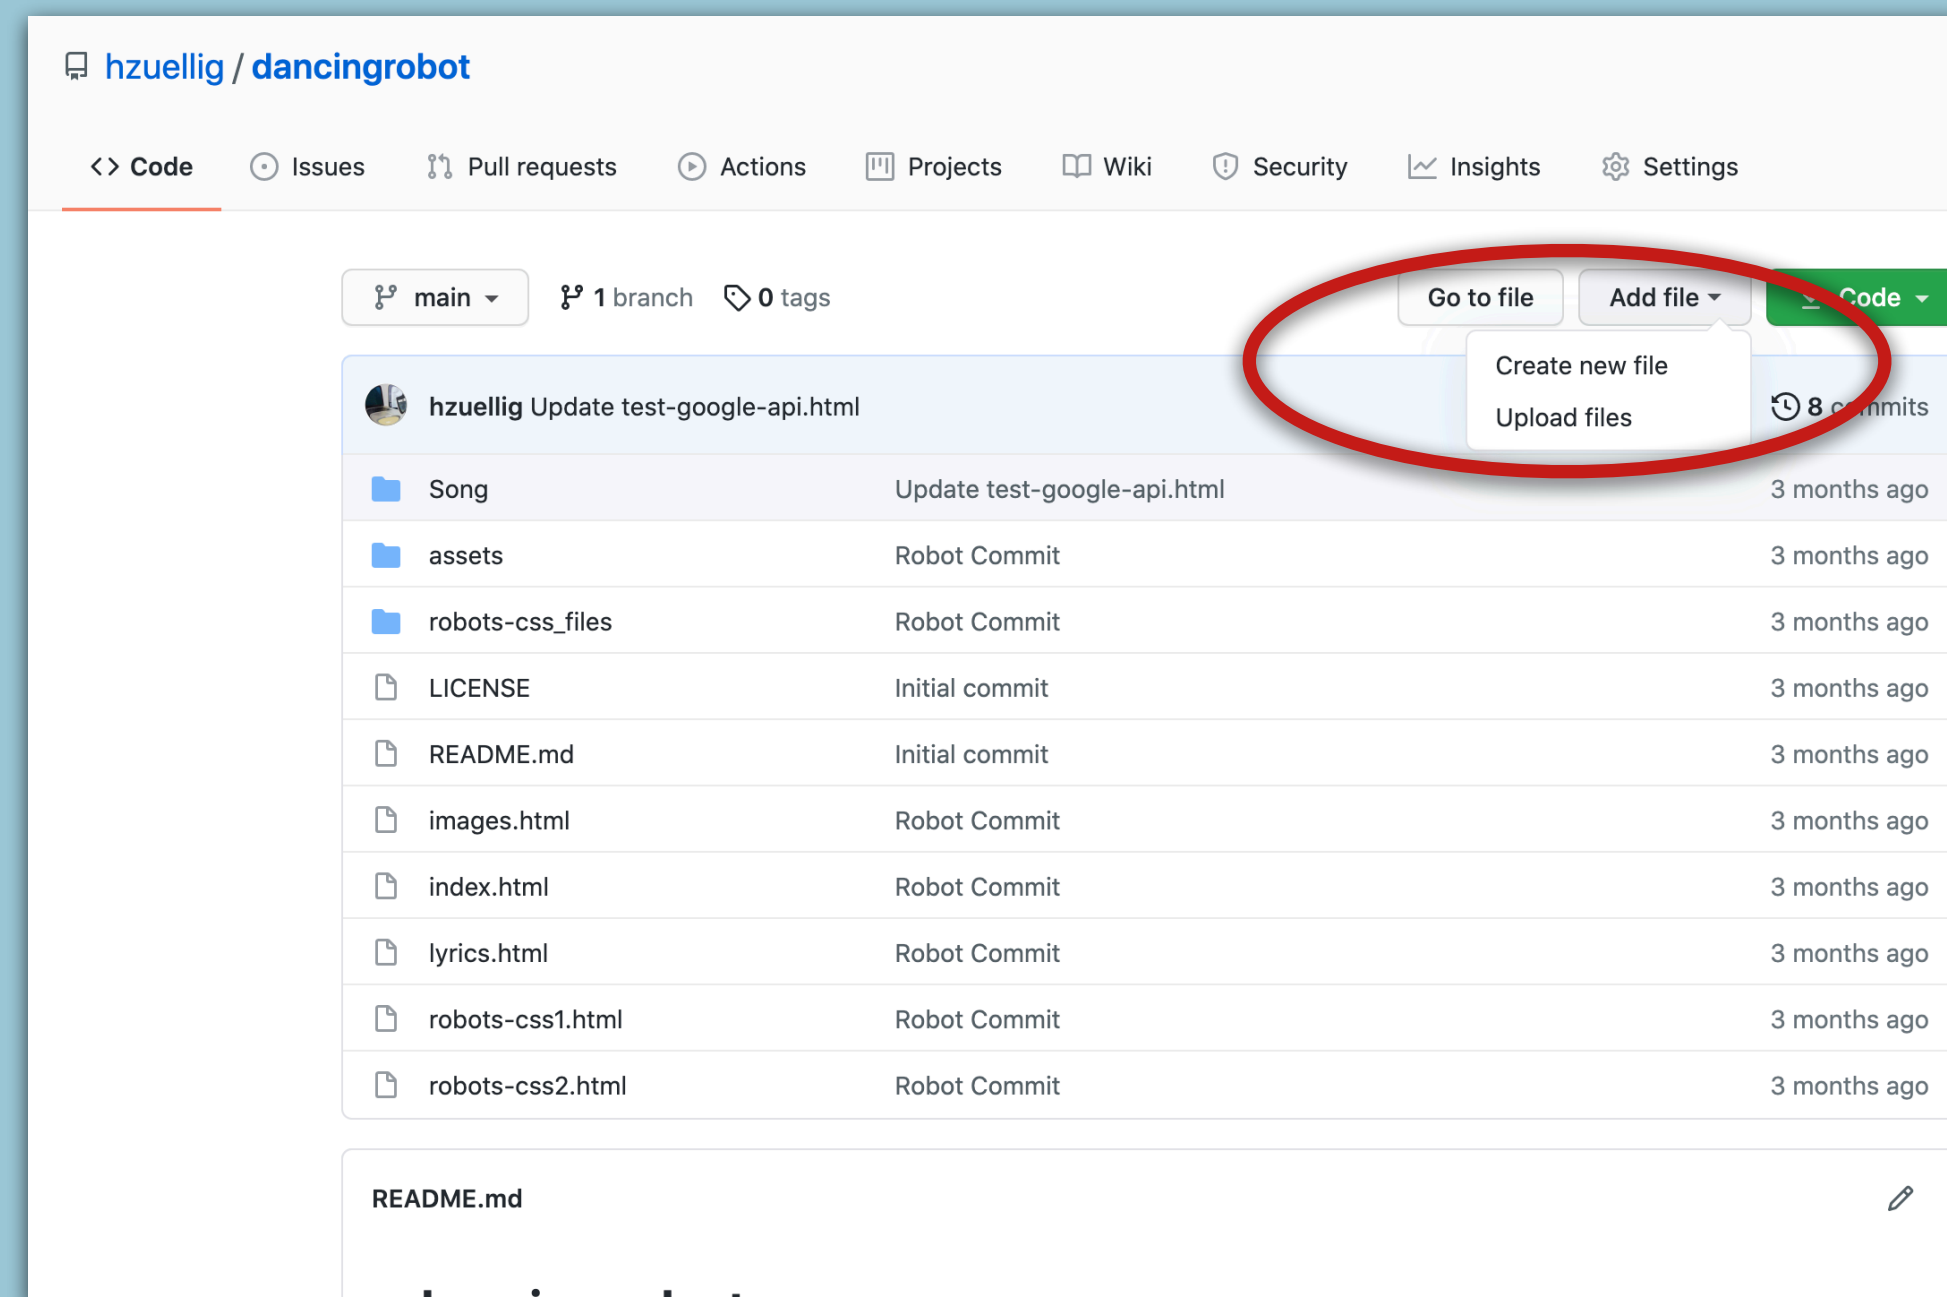 hzuellig / dancingrobot
Code Issues Pull requests Actions Projects Wiki Security Insights Settings
main 1 branch 0 tags Go to file Add file Code
Create new file
hzuellig Update test-google-api.html 8 commits
Upload files
Song Update test-google-api.html 3 months ago
assets Robot Commit 3 months ago
robots-css_files Robot Commit 3 months ago
LICENSE Initial commit 3 months ago
README.md Initial commit 3 months ago
images.html Robot Commit 3 months ago
index.html Robot Commit 3 months ago
lyrics.html Robot Commit 3 months ago
robots-css1.html Robot Commit 3 months ago
robots-css2.html Robot Commit 3 months ago
README.md